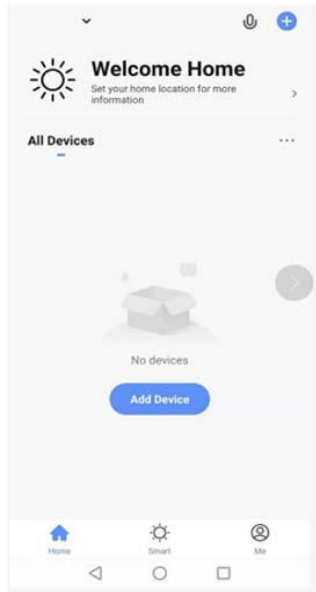 Welcome Home
Set your home location for more
information
All Devices
No devices
Add Device
Home
Smart
Me